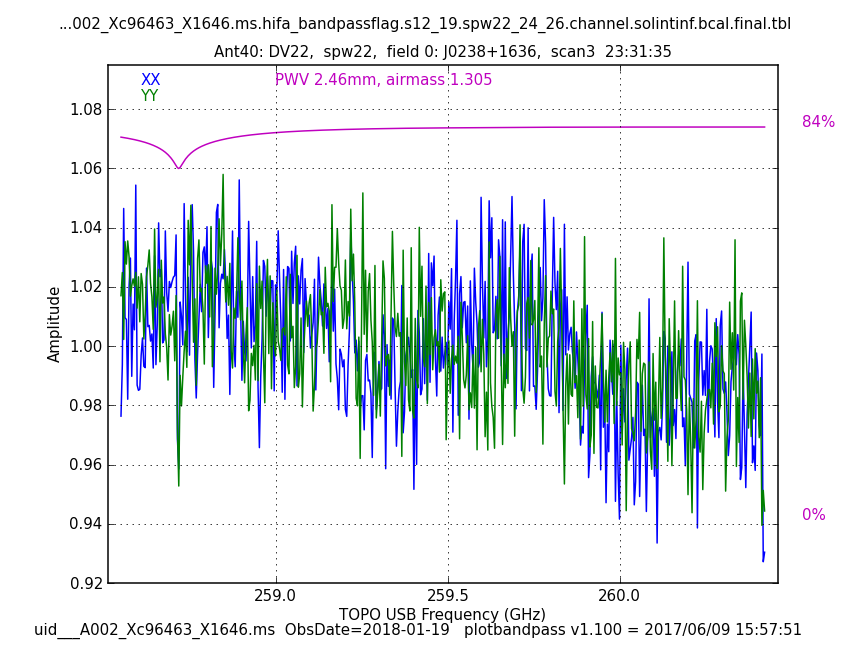 ...002_Xc96463_X1646.ms.hifa_bandpassflag.s12_19.spw22_24_26.channel.solintinf.bcal.final.tbl
Ant40: DV22,  spw22,  field 0: J0238+1636,  scan3  23:31:35
XX
PWV 2.46mm, airmass 1.305
YY
1.08
84%
1.06
1.04
1.02
1.00
Amplitude
0.98
0.96
0.94
0%
0.92
259.0
259.5
260.0
TOPO USB Frequency (GHz)
uid___A002_Xc96463_X1646.ms  ObsDate=2018-01-19   plotbandpass v1.100 = 2017/06/09 15:57:51